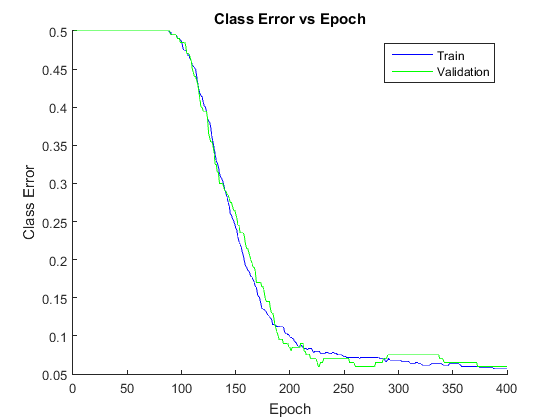 Class Error vs Epoch
Train
Validation
Class Error
0.5
0.45
0.4
0.35
0.3
0.25
0.2
0.15
0.1
0.05
0 50 100 150 200 250 300 350 400
Epoch